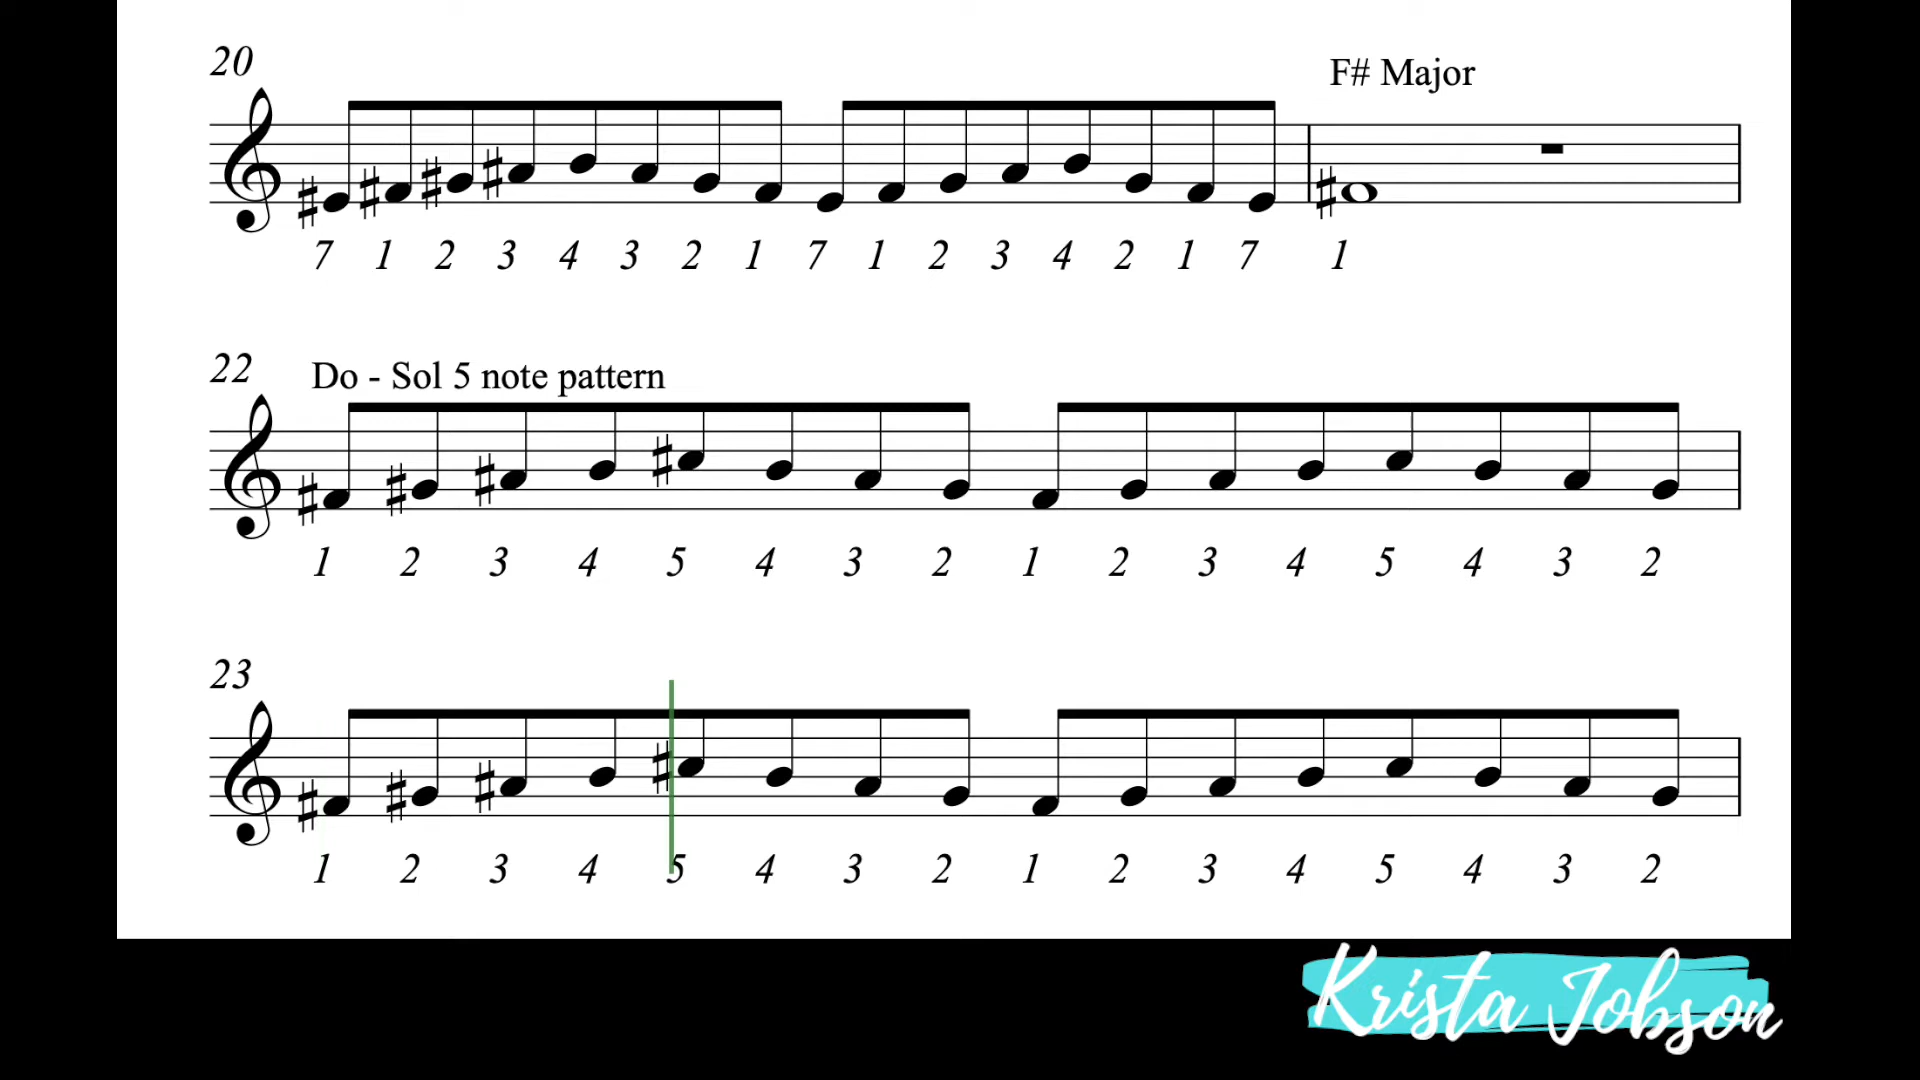 20
F# Major
7 1 2 3 4 3 2 1 7 1 2 3 4 2 1 7 1
22
Do - Sol 5 note pattern
1 2 3 4 5 4 3 2 1 2 3 4 5 4 3 2
23
1 2 3 4 5 4 3 2 1 2 3 4 5 4 3 2
Krista Jobson